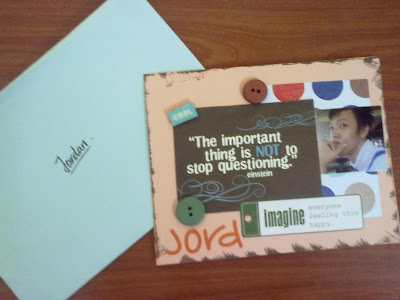 Jordan.
COOL
"The important
thing is NOT to
stop questioning."
einstein
imagine
everyone
feeling this
happy.
Jord